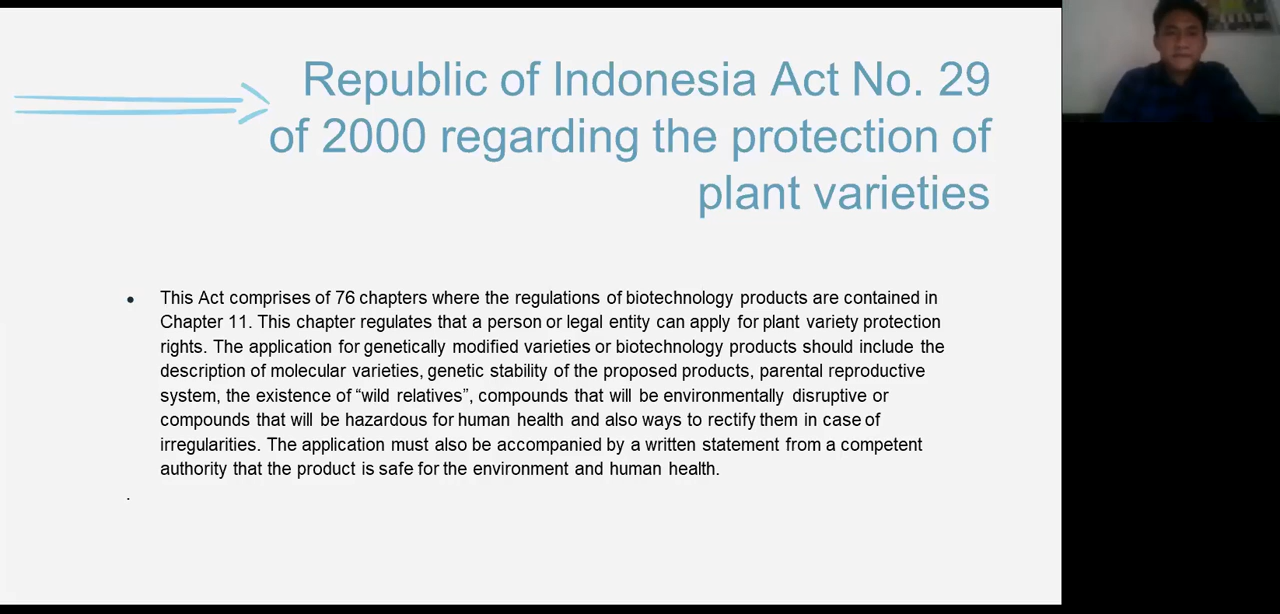 Republic of Indonesia Act No. 29
of 2000 regarding the protection of
plant varieties
• This Act comprises of 76 chapters where the regulations of biotechnology products are contained in
Chapter 11. This chapter regulates that a person or legal entity can apply for plant variety protection
rights. The application for genetically modified varieties or biotechnology products should include the
description of molecular varieties, genetic stability of the proposed products, parental reproductive
system, the existence of “wild relatives”, compounds that will be environmentally disruptive or
compounds that will be hazardous for human health and also ways to rectify them in case of
irregularities. The application must also be accompanied by a written statement from a competent
authority that the product is safe for the environment and human health.
.